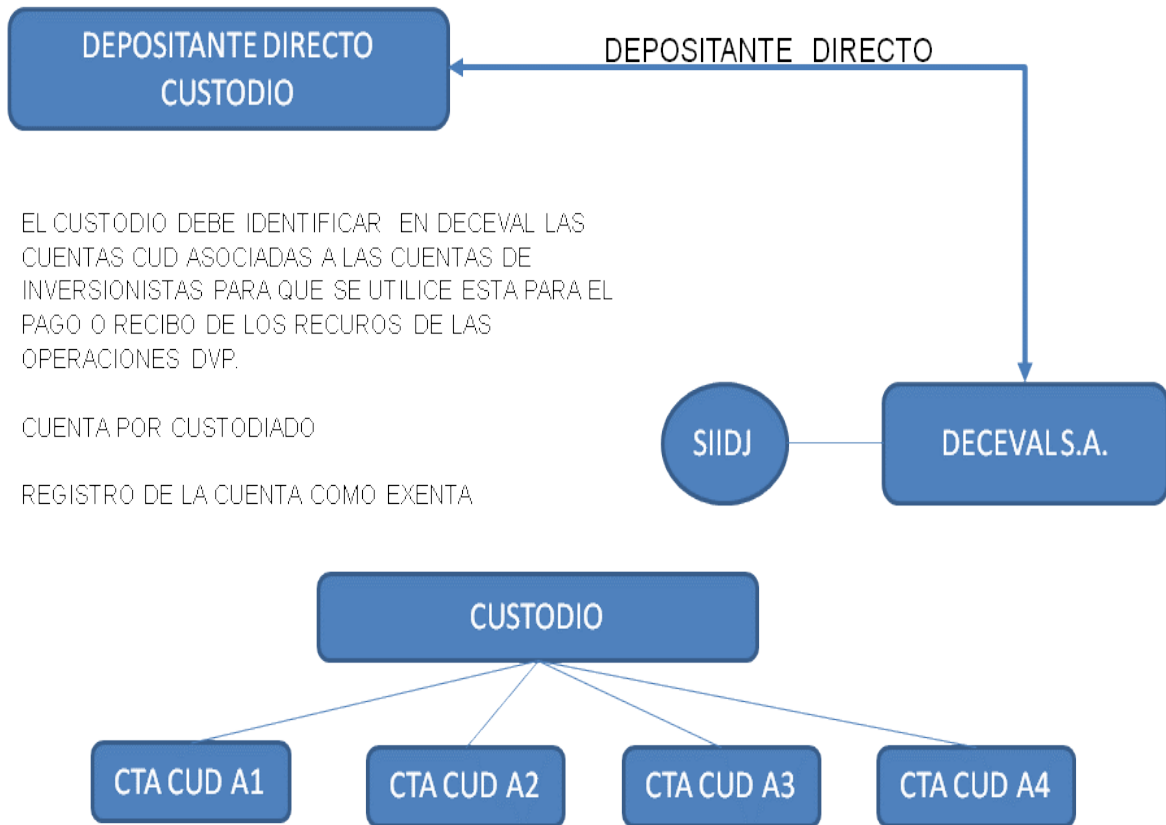 DEPOSITANTE DIRECTO
CUSTODIO
DEPOSITANTE DIRECTO
EL CUSTODIO DEBE IDENTIFICAR EN DECEVAL LAS
CUENTAS CUD ASOCIADAS A LAS CUENTAS DE
INVERSIONISTAS PARA QUE SE UTILICE ESTA PARA EL
PAGO O RECIBO DE LOS RECUROS DE LAS
OPERACIONES DVP.
CUENTA POR CUSTODIADO
REGISTRO DE LA CUENTA COMO EXENTA
SIIDJ
DECEVAL S.A.
CUSTODIO
CTA CUD A1
CTA CUD A2
CTA CUD A3
CTA CUD A4